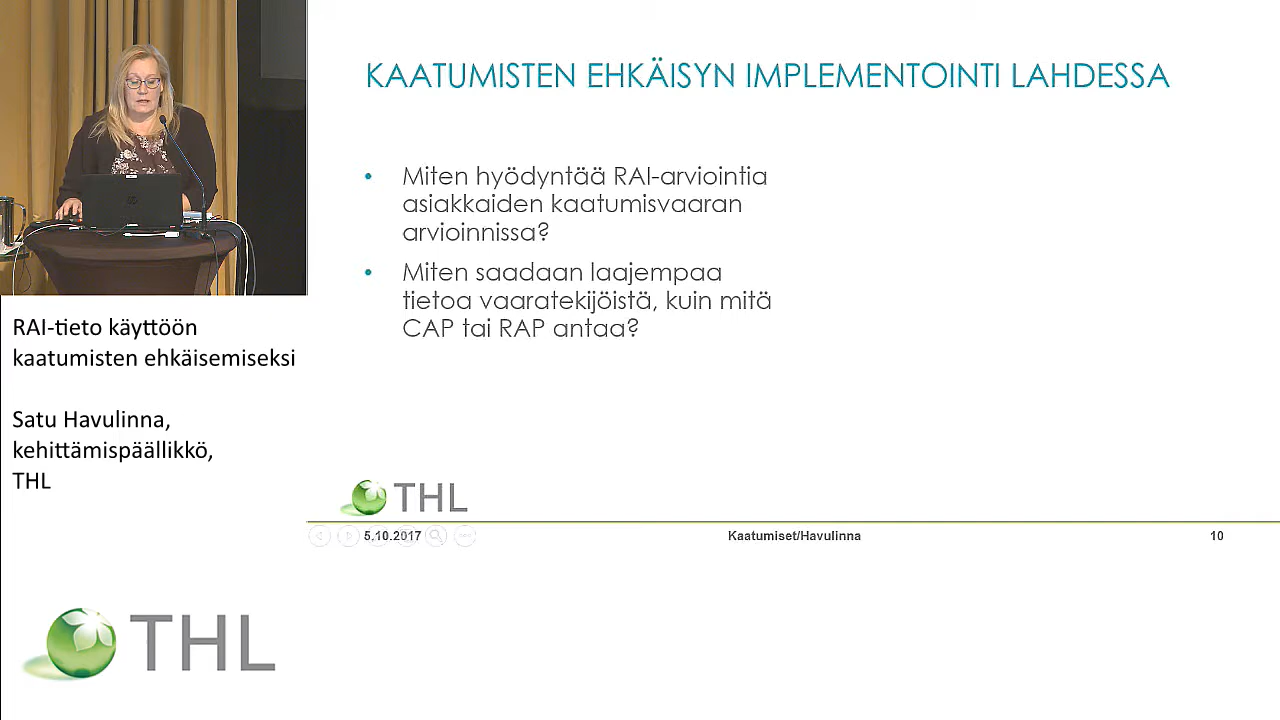 KAATUMISTEN EHKÄISYN IMPLEMENTOINTI LAHDESSA
• Miten hyödyntää RAI-arviointia
asiakkaiden kaatumisvaaran
arvioinnissa?
• Miten saadaan laajempaa
tietoa vaaratekijöistä, kuin mitä
CAP tai RAP antaa?
RAI-tieto käyttöön
kaatumisten ehkäisemiseksi
Satu Havulinna,
kehittämispäällikkö,
THL
THL
5.10.2017 Kaatumiset/Havulinna 10
THL